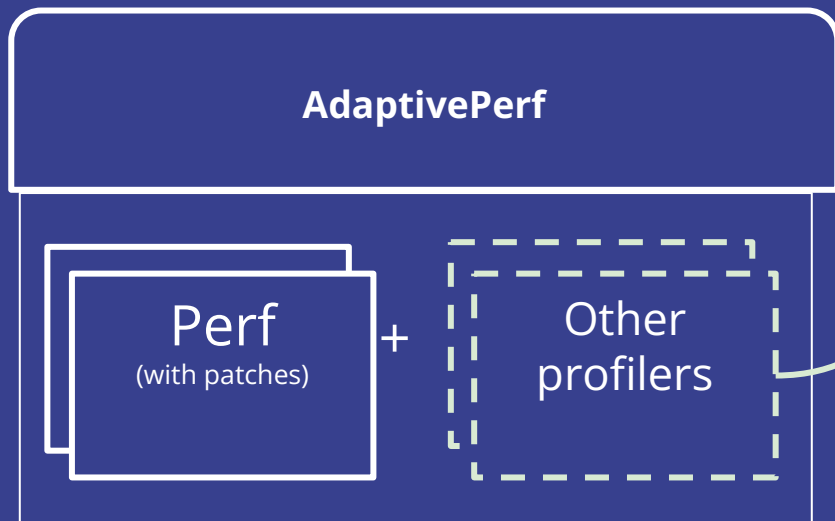 AdaptivePerf
Perf
(with patches)
+
Other
profilers